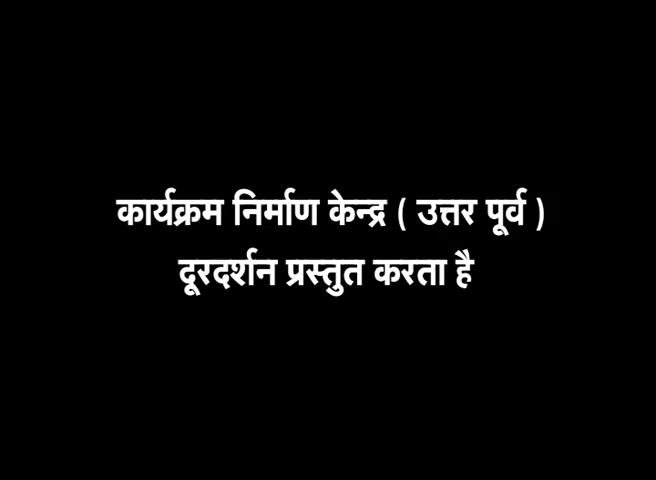 कार्यक्रम निर्माण केन्द्र ( उत्तर पूर्व )
दूरदर्शन प्रस्तुत करता है